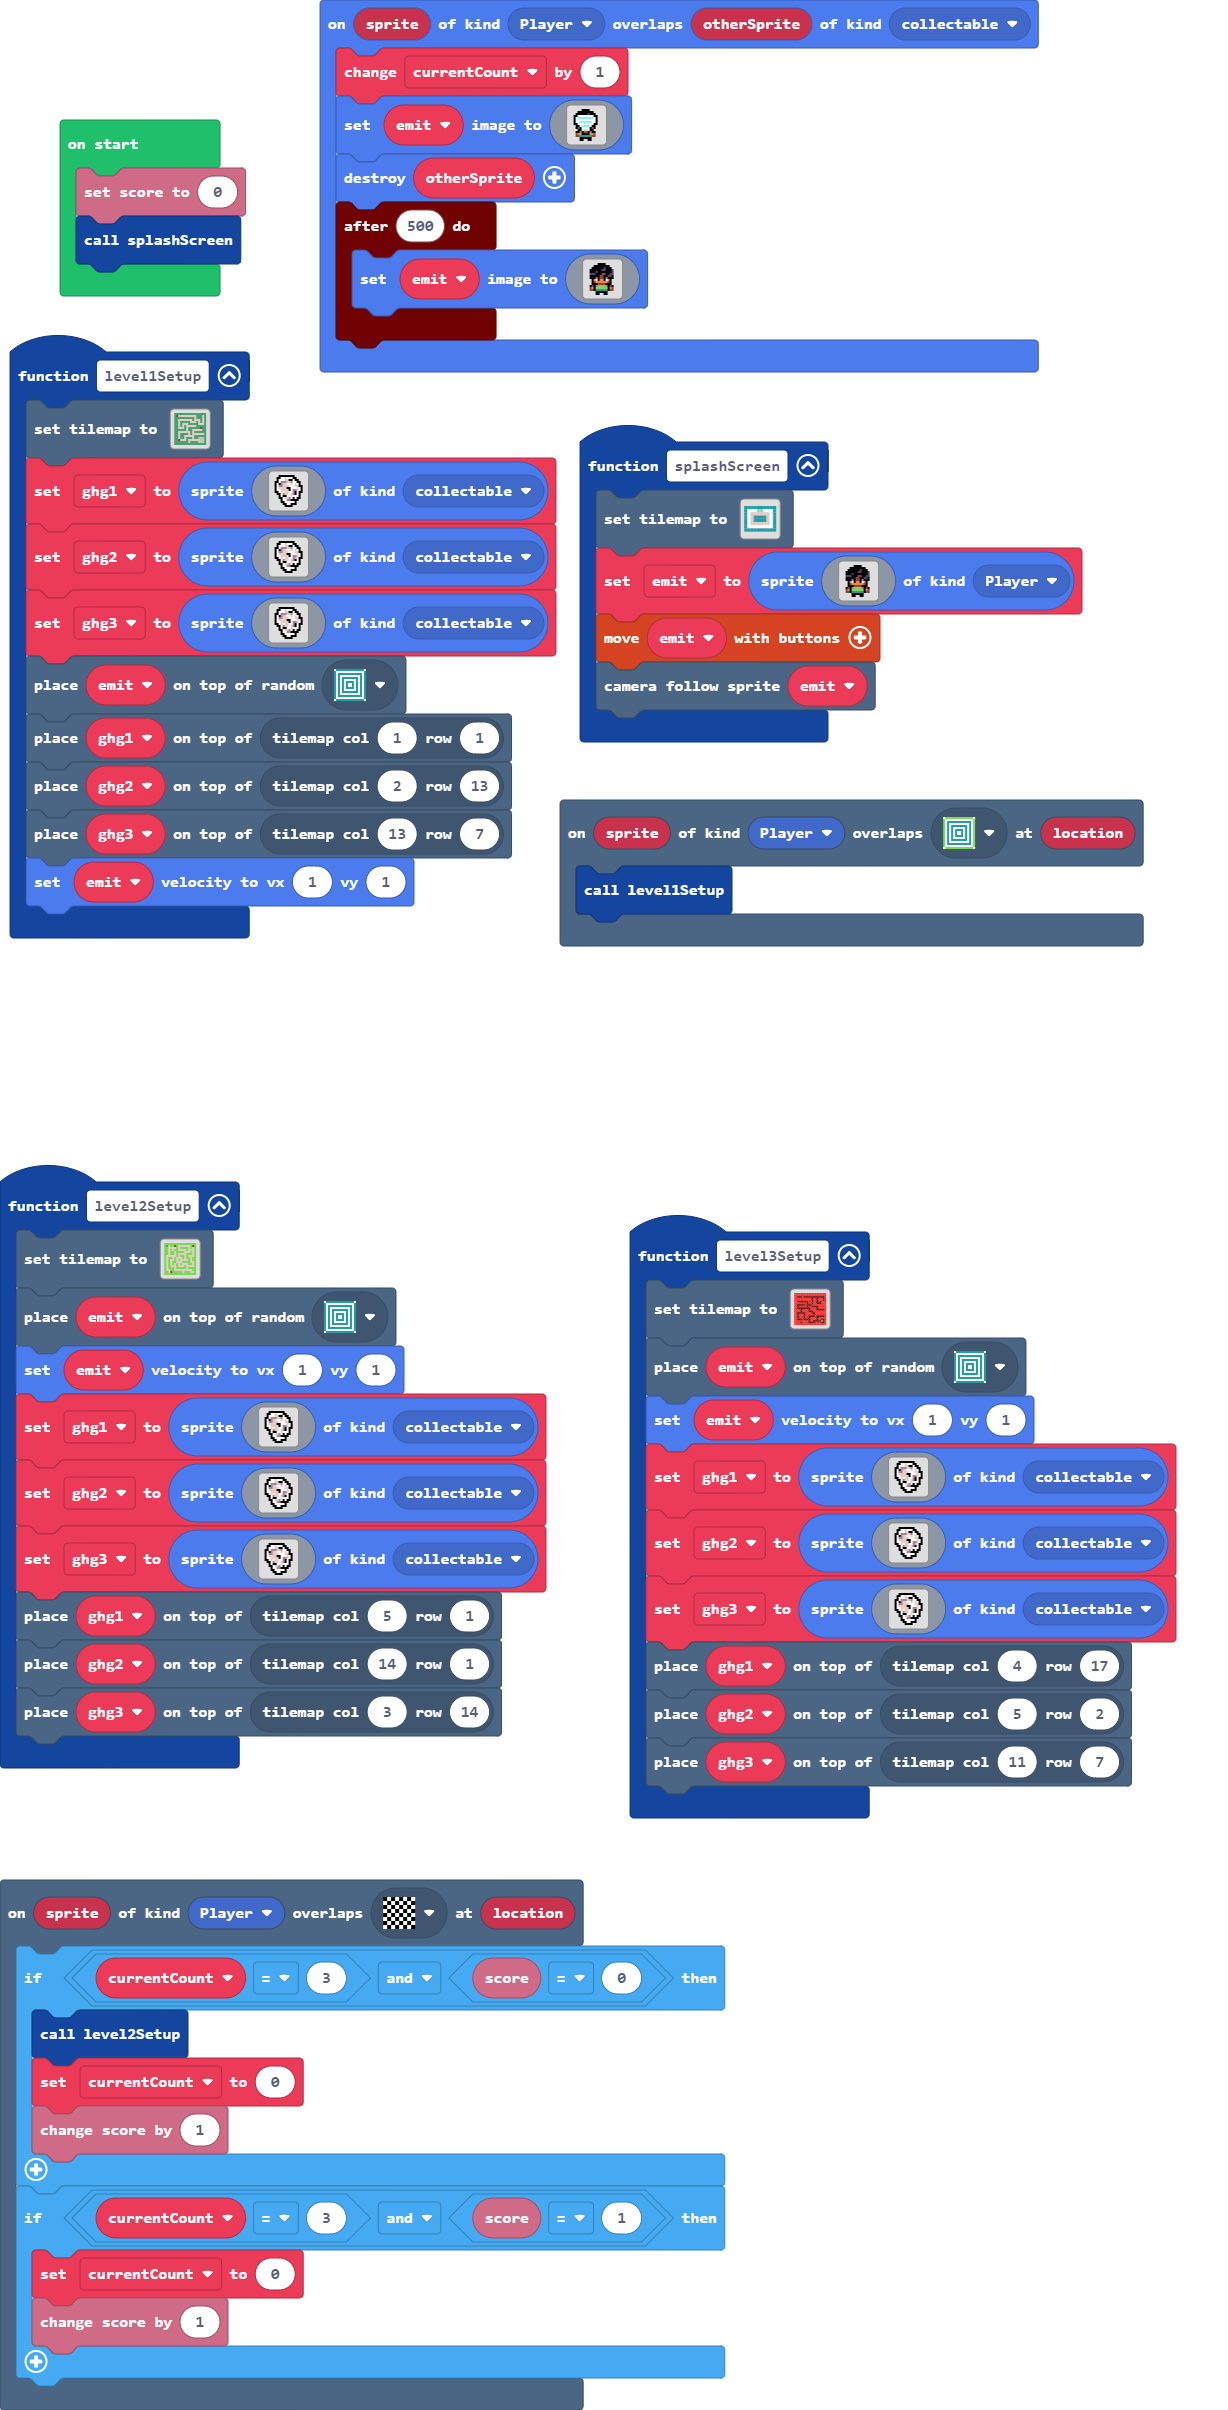 on sprite of kind Player overlaps otherSprite of kind collectable
change currentCount by 1
set emit image to
destroy otherSprite
after 500 do
set emit image to
on start
set score to 0
call splashScreen
function level1Setup
set tilemap to
set ghg1 to sprite of kind collectable
set ghg2 to sprite of kind collectable
set ghg3 to sprite of kind collectable
place emit on top of random
place ghg1 on top of tilemap col 1 row 1
place ghg2 on top of tilemap col 2 row 13
place ghg3 on top of tilemap col 13 row 7
set emit velocity to vx 1 vy 1
function splashScreen
set tilemap to
set emit to sprite of kind Player
move emit with buttons
camera follow sprite emit
on sprite of kind Player overlaps at location
call level1Setup
function level2Setup
set tilemap to
place emit on top of random
set emit velocity to vx 1 vy 1
set ghg1 to sprite of kind collectable
set ghg2 to sprite of kind collectable
set ghg3 to sprite of kind collectable
place ghg1 on top of tilemap col 5 row 1
place ghg2 on top of tilemap col 14 row 1
place ghg3 on top of tilemap col 3 row 14
function level3Setup
set tilemap to
place emit on top of random
set emit velocity to vx 1 vy 1
set ghg1 to sprite of kind collectable
set ghg2 to sprite of kind collectable
set ghg3 to sprite of kind collectable
place ghg1 on top of tilemap col 4 row 17
place ghg2 on top of tilemap col 5 row 2
place ghg3 on top of tilemap col 11 row 7
on sprite of kind Player overlaps at location
if currentCount = 3 and score = 0 then
call level2Setup
set currentCount to 0
change score by 1
if currentCount = 3 and score = 1 then
set currentCount to 0
change score by 1